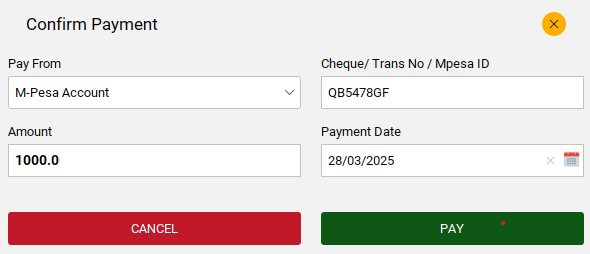 Confirm Payment
Pay From
Cheque/ Trans No / Mpesa ID
M-Pesa Account
QB5478GF
Amount
Payment Date
1000.0
28/03/2025
CANCEL
PAY